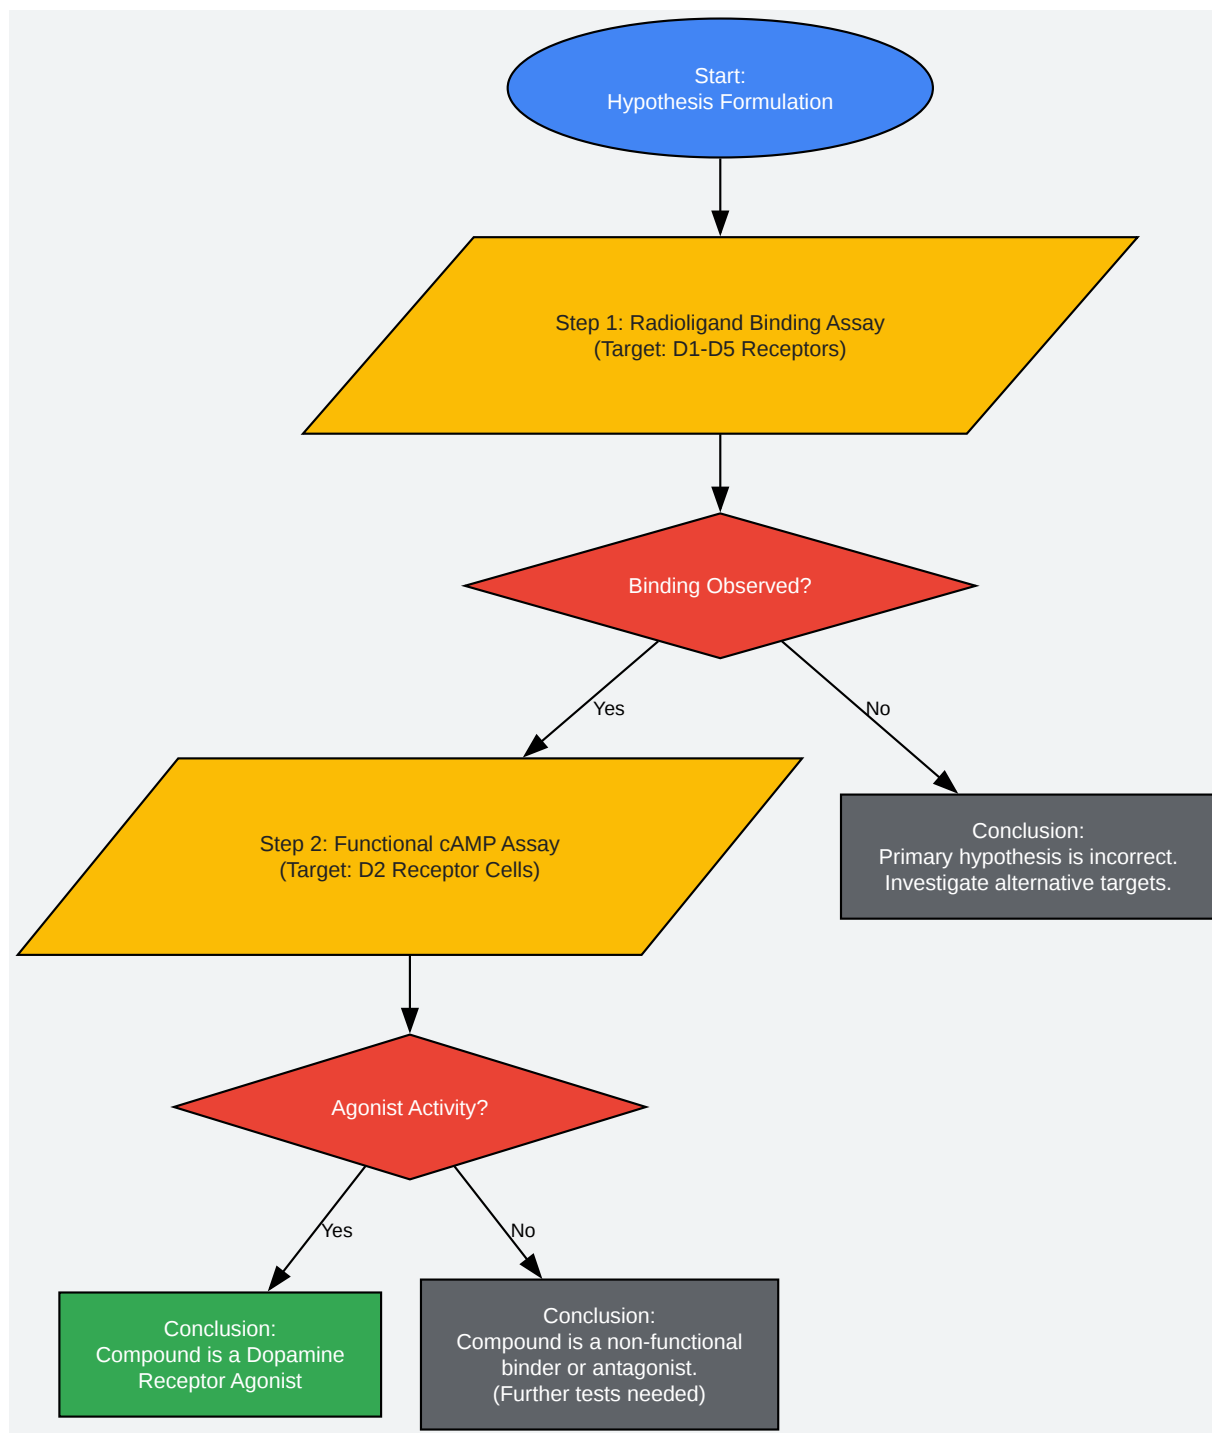 Start:
Hypothesis Formulation
Step 1: Radioligand Binding Assay
(Target: D1-D5 Receptors)
Binding Observed?
Yes
No
Step 2: Functional cAMP Assay
(Target: D2 Receptor Cells)
Conclusion:
Primary hypothesis is incorrect.
Investigate alternative targets.
Agonist Activity?
Yes
No
Conclusion:
Compound is a Dopamine
Receptor Agonist
Conclusion:
Compound is a non-functional
binder or antagonist.
(Further tests needed)